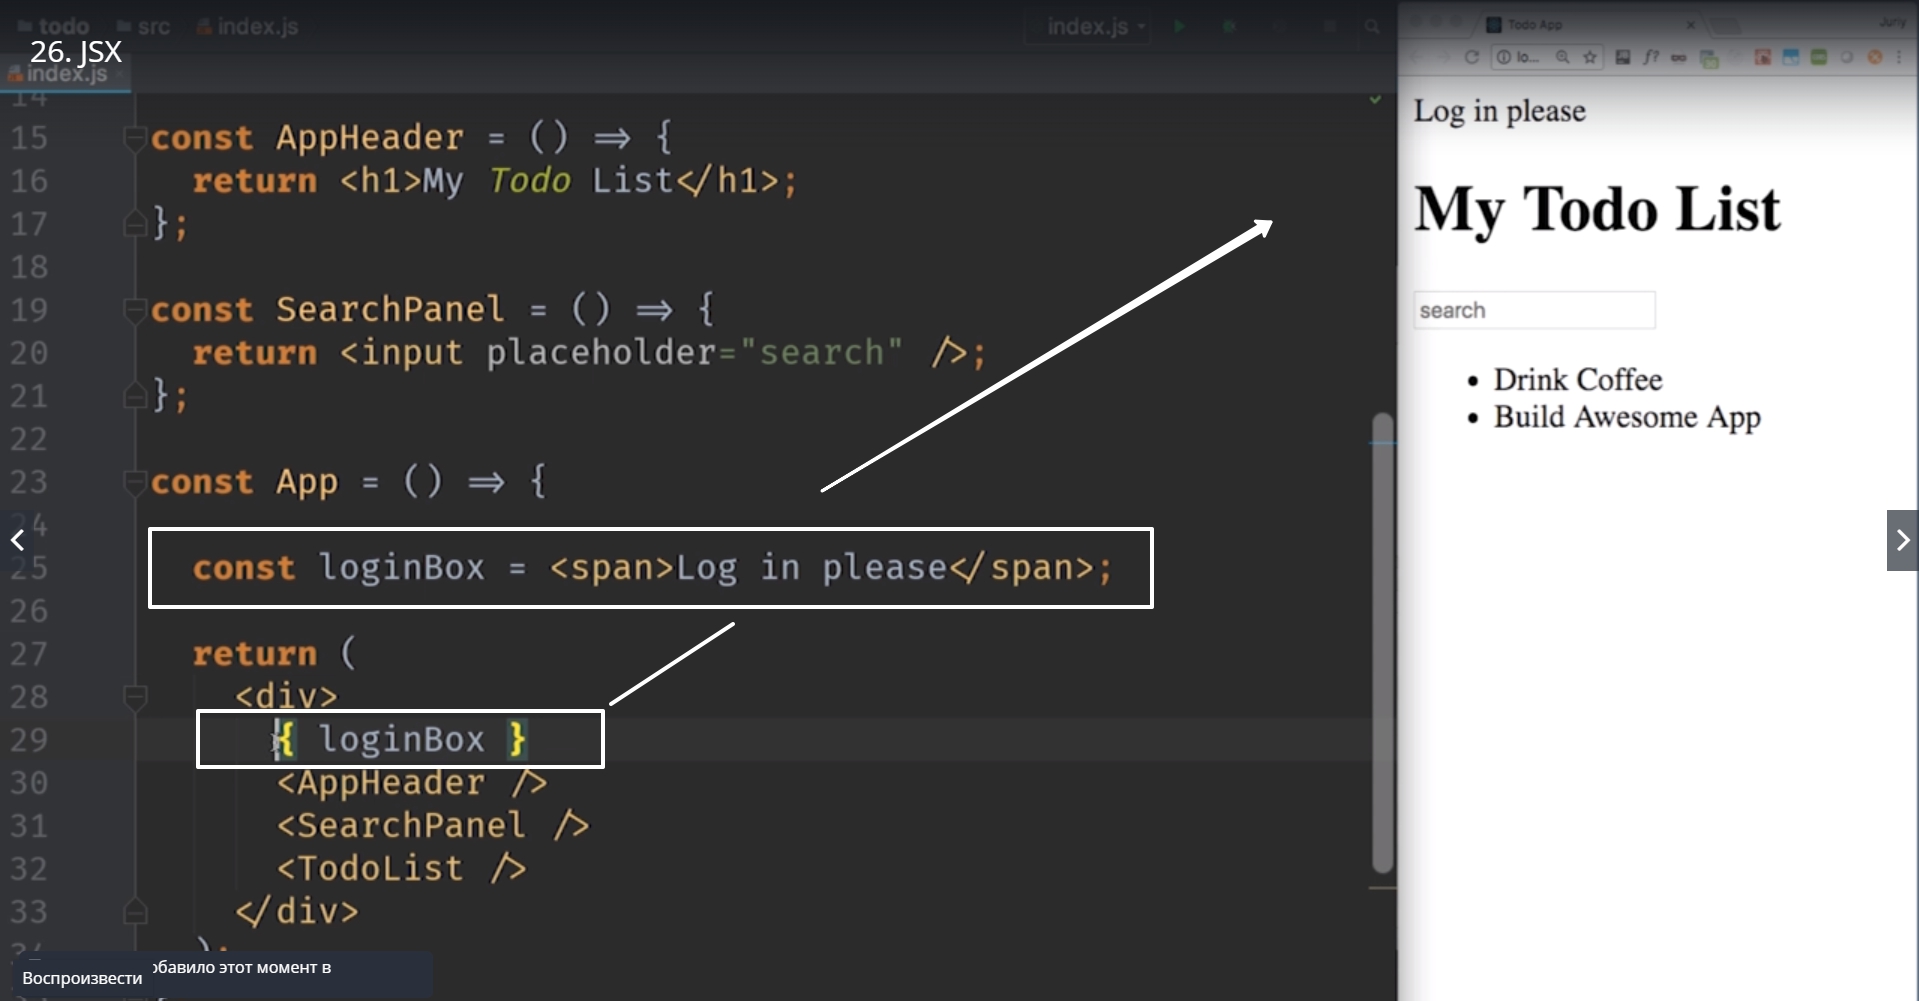 todo src index.js
index.js
26. JSX
index.js
14
15 const AppHeader = () => {
16 return <h1>My Todo List</h1>;
17 };
18
19 const SearchPanel = () => {
20 return <input placeholder="search" />;
21 };
22
23 const App = () => {
24
25 const loginBox = <span>Log in please</span>;
26
27 return (
28 <div>
29 { loginBox }
30 <AppHeader />
31 <SearchPanel />
32 <TodoList />
33 </div>
34 );
обавило этот момент в
Воспроизвести
Todo App
Juriy
lo...
f?
Log in please
My Todo List
search
• Drink Coffee
• Build Awesome App